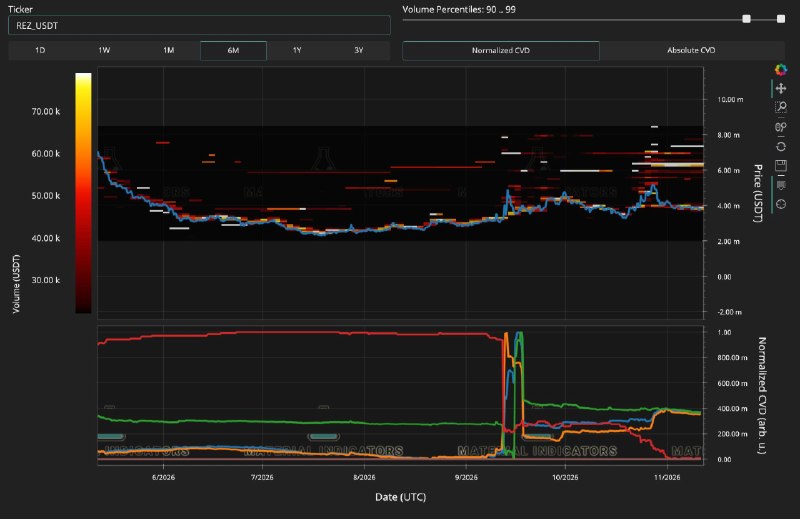 Ticker
Volume Percentiles: 90 .. 99
REZ_USDT
1D 1W 1M 6M 1Y 3Y Normalized CVD Absolute CVD
10.00 m
70.00 k
8.00 m
60.00 k
6.00 m
50.00 k
4.00 m
40.00 k
2.00 m
30.00 k
0.00
-2.00 m
Volume (USDT)
Price (USDT)
1.00
800.00 m
600.00 m
400.00 m
200.00 m
0.00
Normalized CVD (arb. u.)
INDICATORS MATERIAL INDICATORS MATERIAL INDICATORS MAT
6/2026 7/2026 8/2026 9/2026 10/2026 11/2026
Date (UTC)